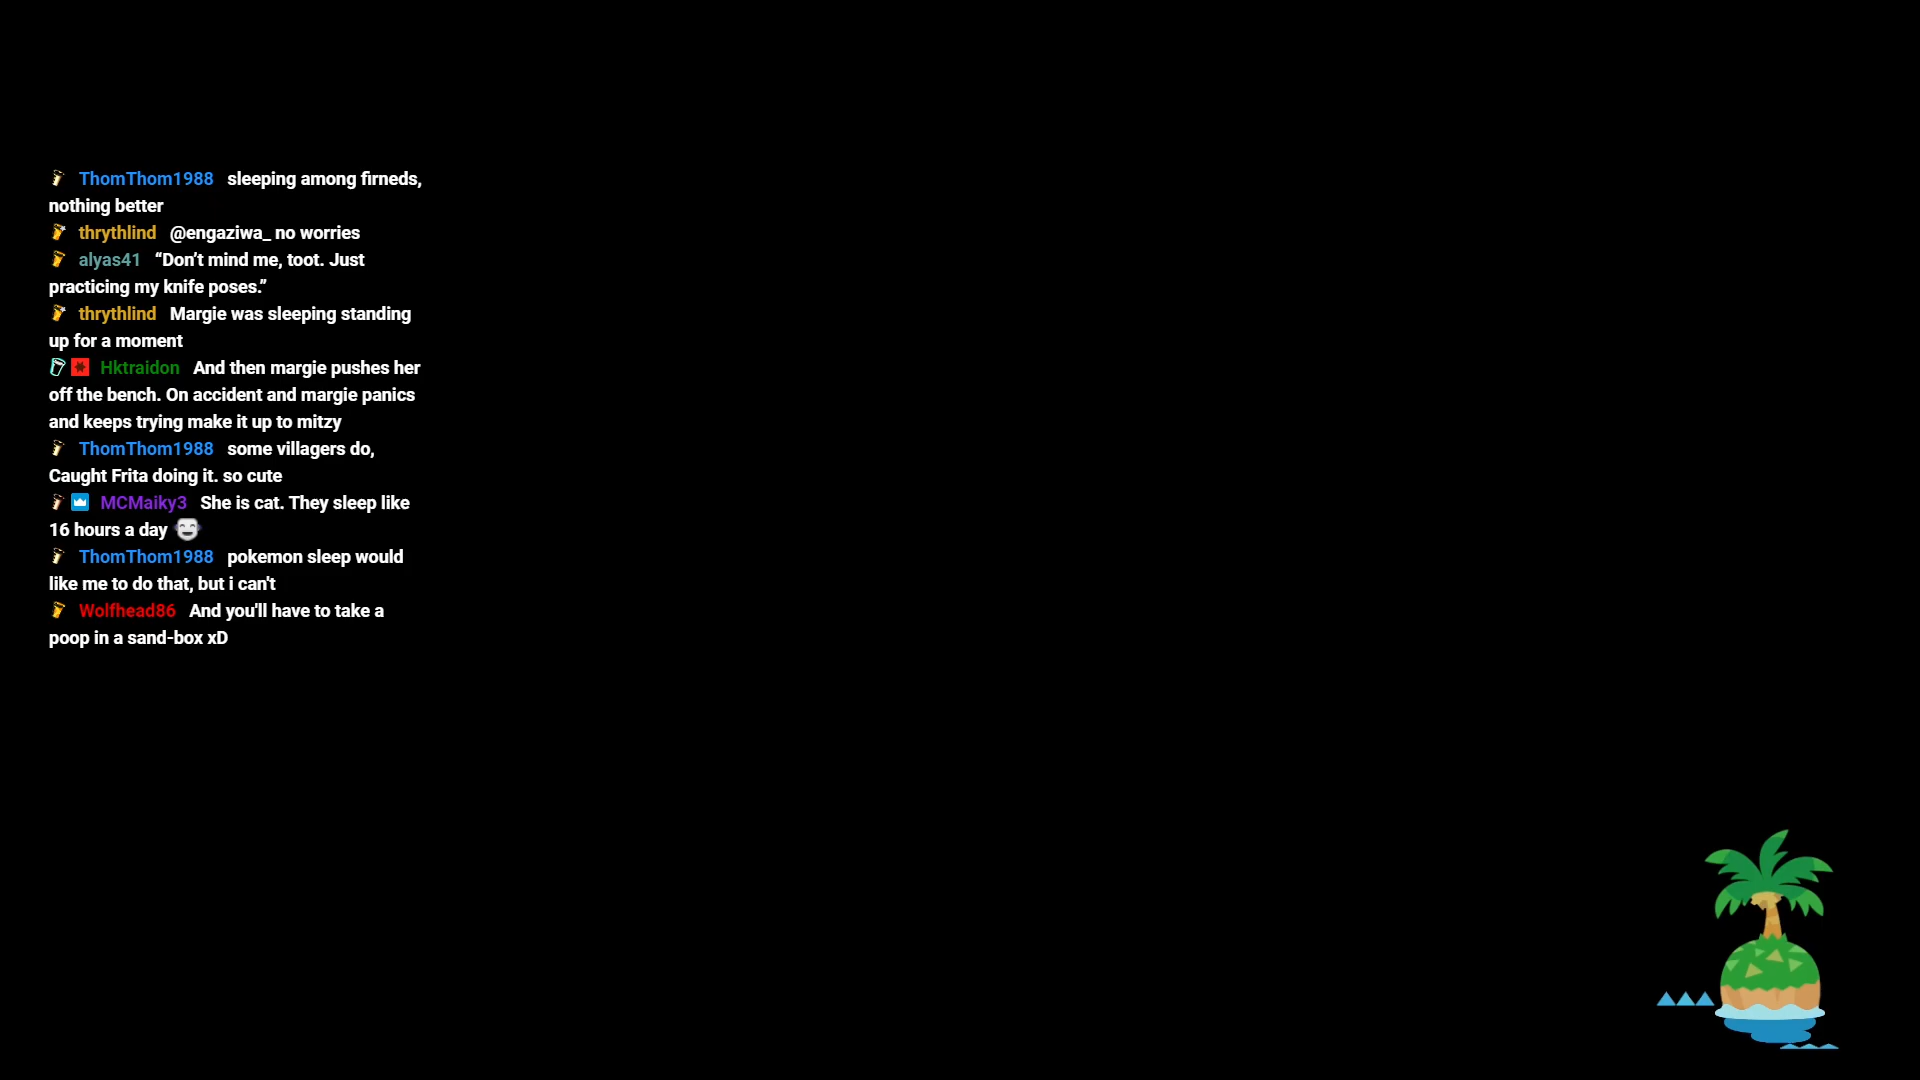 ThomThom1988 sleeping among firneds,
nothing better
thrythlind @engaziwa_ no worries
alyas41 “Don’t mind me, toot. Just
practicing my knife poses.”
thrythlind Margie was sleeping standing
up for a moment
Hktraidon And then margie pushes her
off the bench. On accident and margie panics
and keeps trying make it up to mitzy
ThomThom1988 some villagers do,
Caught Frita doing it. so cute
MCMaiky3 She is cat. They sleep like
16 hours a day
ThomThom1988 pokemon sleep would
like me to do that, but i can't
Wolfhead86 And you'll have to take a
poop in a sand-box xD